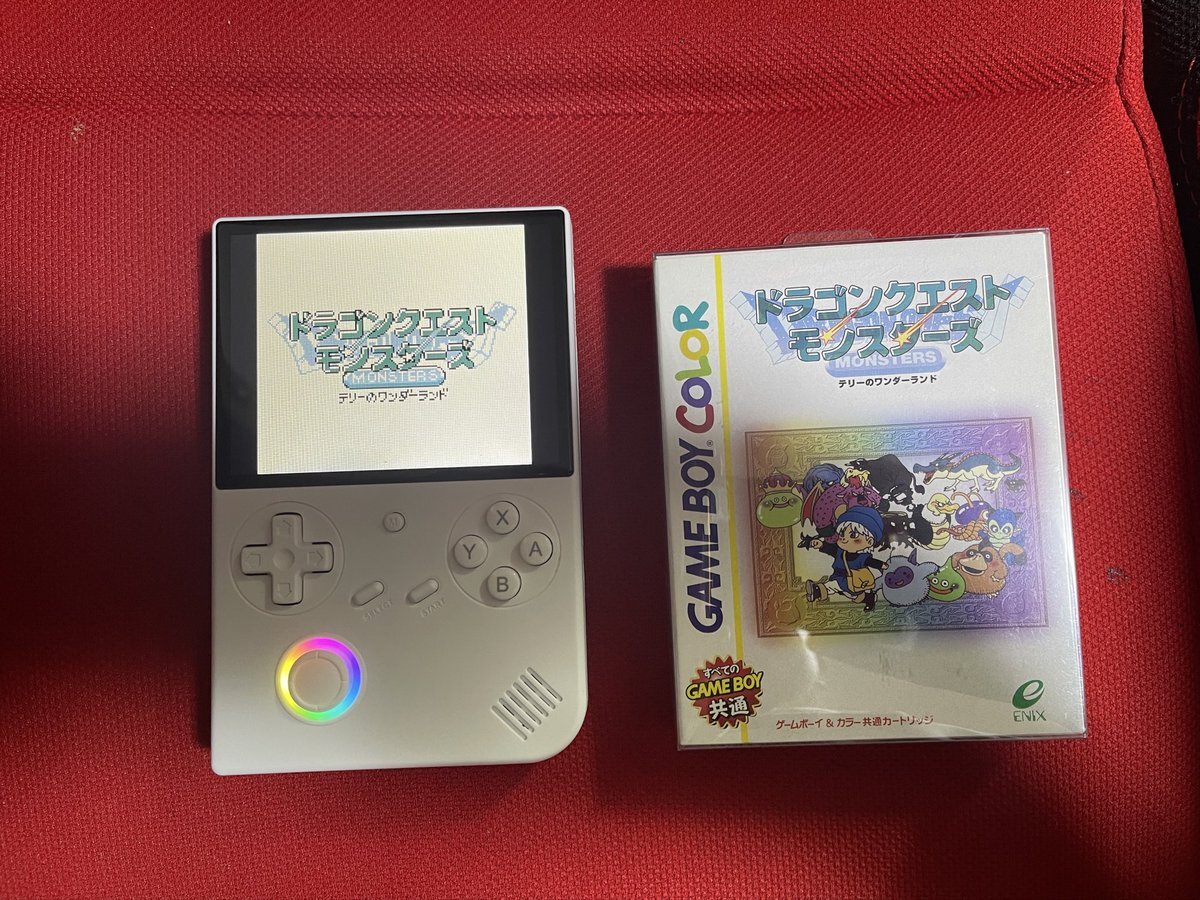 ドラゴンクエスト
モンスターズ
MONSTERS
テリーのワンダーランド
M
X
Y
A
B
SELECT
START
GAME BOY COLOR
ドラゴンクエスト
モンスターズ
MONSTERS
テリーのワンダーランド
すべての
GAME BOY
共通
ゲームボーイ & カラー共通カートリッジ
e
ENIX